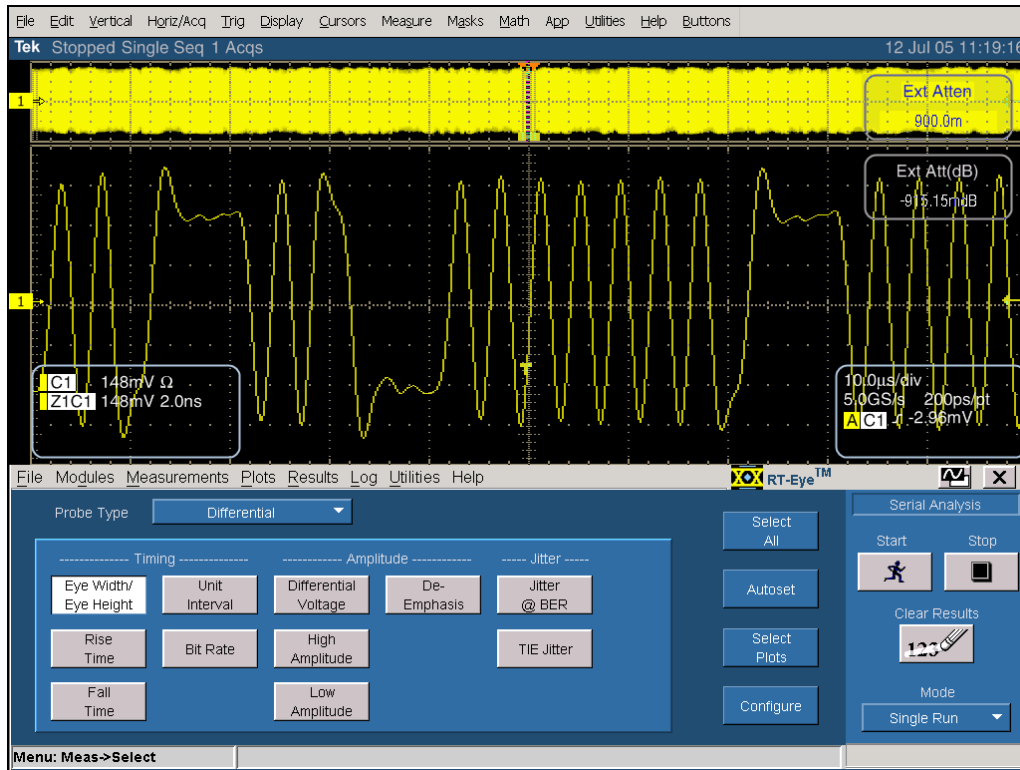 File Edit Vertical Horiz/Acq Trig Display Cursors Measure Masks Math App Utilities Help Buttons
Tek Stopped Single Seq 1 Acqs 12 Jul 05 11:19:16
1
Ext Atten
900.0m
Ext Att(dB)
-915.15mdB
1
T
C1 148mV Ω
Z1C1 148mV 2.0ns
10.0µs/div
5.0GS/s 200ps/pt
A C1 -2.96mV
File Modules Measurements Plots Results Log Utilities Help
RT-Eye™
Probe Type Differential
Timing
Amplitude
Jitter
Eye Width/
Eye Height
Unit
Interval
Differential
Voltage
De-
Emphasis
Jitter
@ BER
Rise
Time
Bit Rate
High
Amplitude
TIE Jitter
Fall
Time
Low
Amplitude
Select
All
Autoset
Select
Plots
Configure
Serial Analysis
Start Stop
Clear Results
123
Mode
Single Run
Menu: Meas->Select